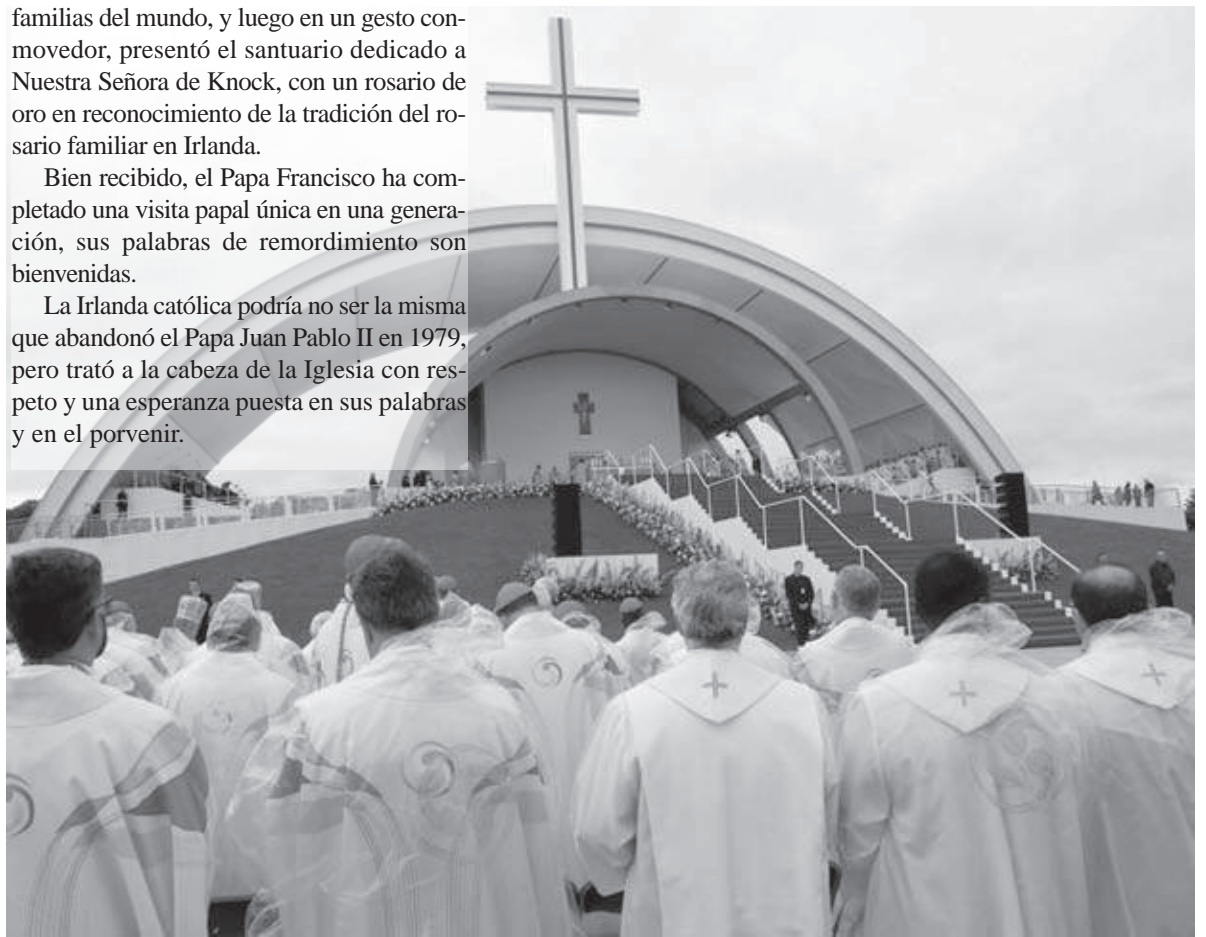 familias del mundo, y luego en un gesto con-
movedor, presentó el santuario dedicado a
Nuestra Señora de Knock, con un rosario de
oro en reconocimiento de la tradición del ro-
sario familiar en Irlanda.
Bien recibido, el Papa Francisco ha com-
pletado una visita papal única en una genera-
ción, sus palabras de remordimiento son
bienvenidas.
La Irlanda católica podría no ser la misma
que abandonó el Papa Juan Pablo II en 1979,
pero trató a la cabeza de la Iglesia con res-
peto y una esperanza puesta en sus palabras
y en el porvenir.